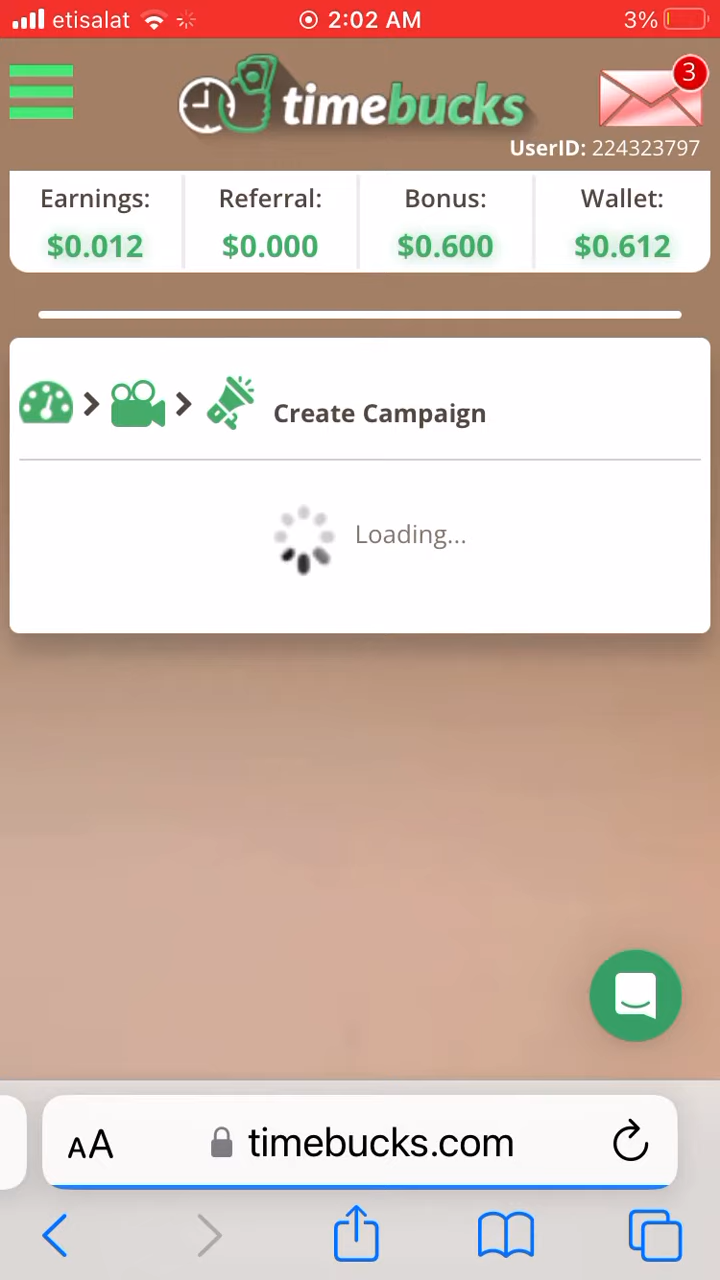 etisalat 2:02 AM 3%
timebucks 3
UserID: 224323797
Earnings: Referral: Bonus: Wallet:
$0.012 $0.000 $0.600 $0.612
Create Campaign
Loading...
AA timebucks.com